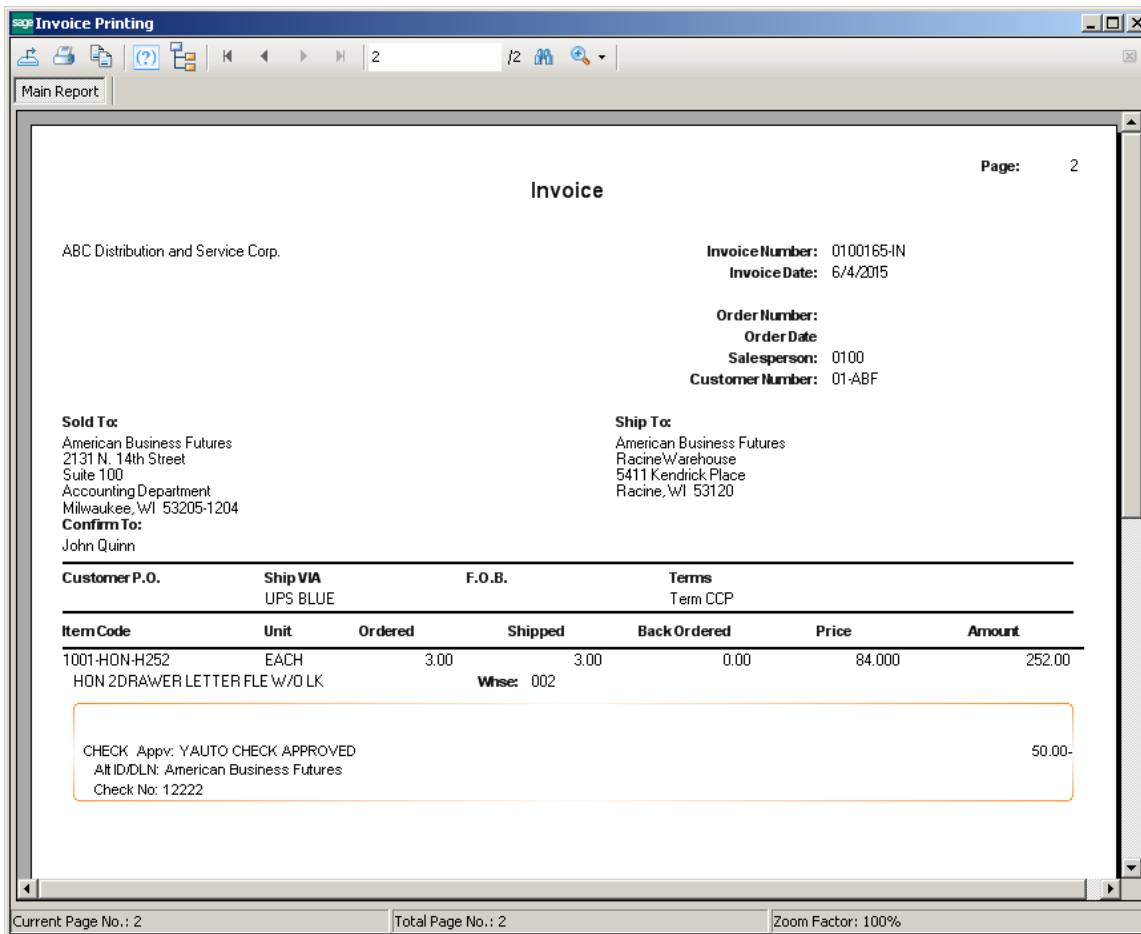 sage Invoice Printing
(?) 2 /2
Main Report
Page: 2
Invoice
ABC Distribution and Service Corp.
Invoice Number: 0100165-IN
Invoice Date: 6/4/2015
Order Number:
Order Date
Salesperson: 0100
Customer Number: 01-ABF
Sold To:
American Business Futures
2131 N. 14th Street
Suite 100
Accounting Department
Milwaukee, WI 53205-1204
Confirm To:
John Quinn
Ship To:
American Business Futures
Racine Warehouse
5411 Kendrick Place
Racine, WI 53120
Customer P.O. Ship VIA F.O.B. Terms
UPS BLUE Term CCP
Item Code Unit Ordered Shipped Back Ordered Price Amount
1001-HON-H252 EACH 3.00 3.00 0.00 84.000 252.00
HON 2DRAWER LETTER FLE W/O LK Whse: 002
CHECK Appv: YAUTO CHECK APPROVED 50.00-
Alt ID/DLN: American Business Futures
Check No: 12222
Current Page No.: 2 Total Page No.: 2 Zoom Factor: 100%